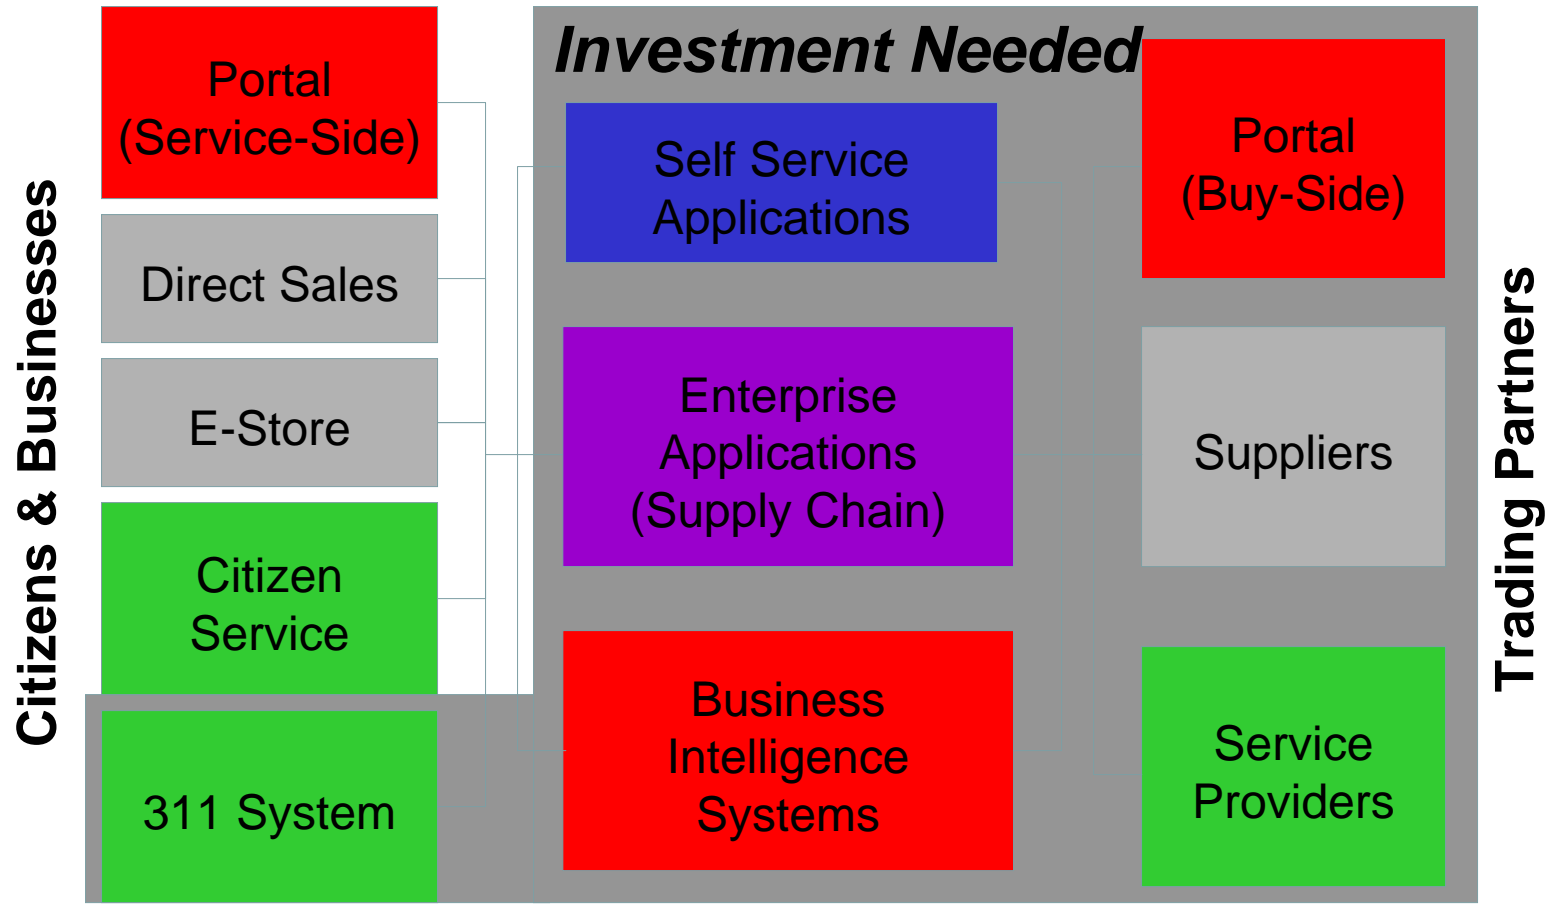 Citizens & Businesses
Portal
(Service-Side)
Direct Sales
E-Store
Citizen
Service
311 System
Investment Needed
Self Service
Applications
Enterprise
Applications
(Supply Chain)
Business
Intelligence
Systems
Portal
(Buy-Side)
Suppliers
Service
Providers
Trading Partners